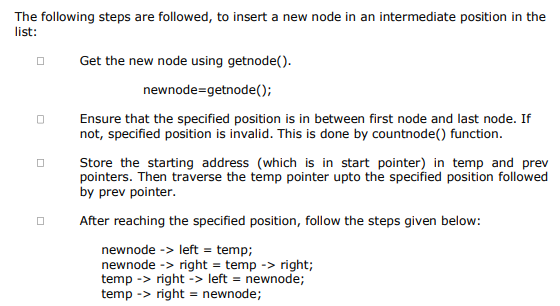 The following steps are followed, to insert a new node in an intermediate position in the
list:
Get the new node using getnode().
newnode=getnode();
Ensure that the specified position is in between first node and last node. If
not, specified position is invalid. This is done by countnode() function.
Store the starting address (which is in start pointer) in temp and prev
pointers. Then traverse the temp pointer upto the specified position followed
by prev pointer.
After reaching the specified position, follow the steps given below:
newnode -> left = temp;
newnode -> right = temp -> right;
temp -> right -> left = newnode;
temp -> right = newnode;